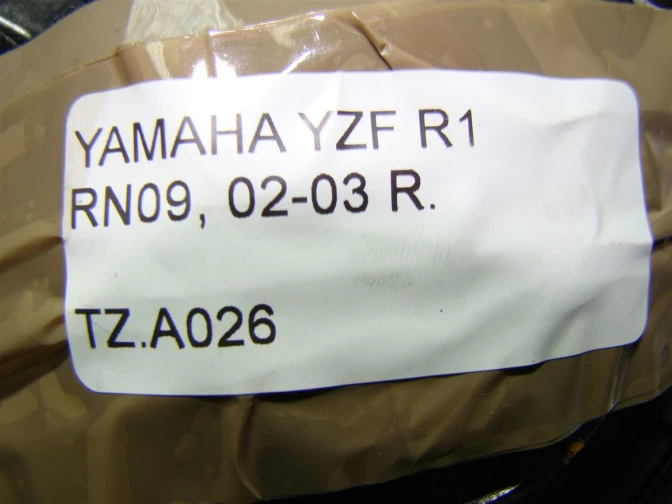 YAMAHA YZF R1
RN09, 02-03 R.
TZ.A026